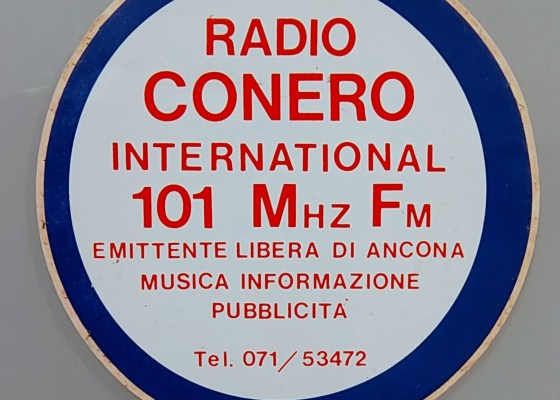 RADIO
CONERO
INTERNATIONAL
101 MHZ FM
EMITTENTE LIBERA DI ANCONA
MUSICA INFORMAZIONE
PUBBLICITA'
Tel. 071/53472